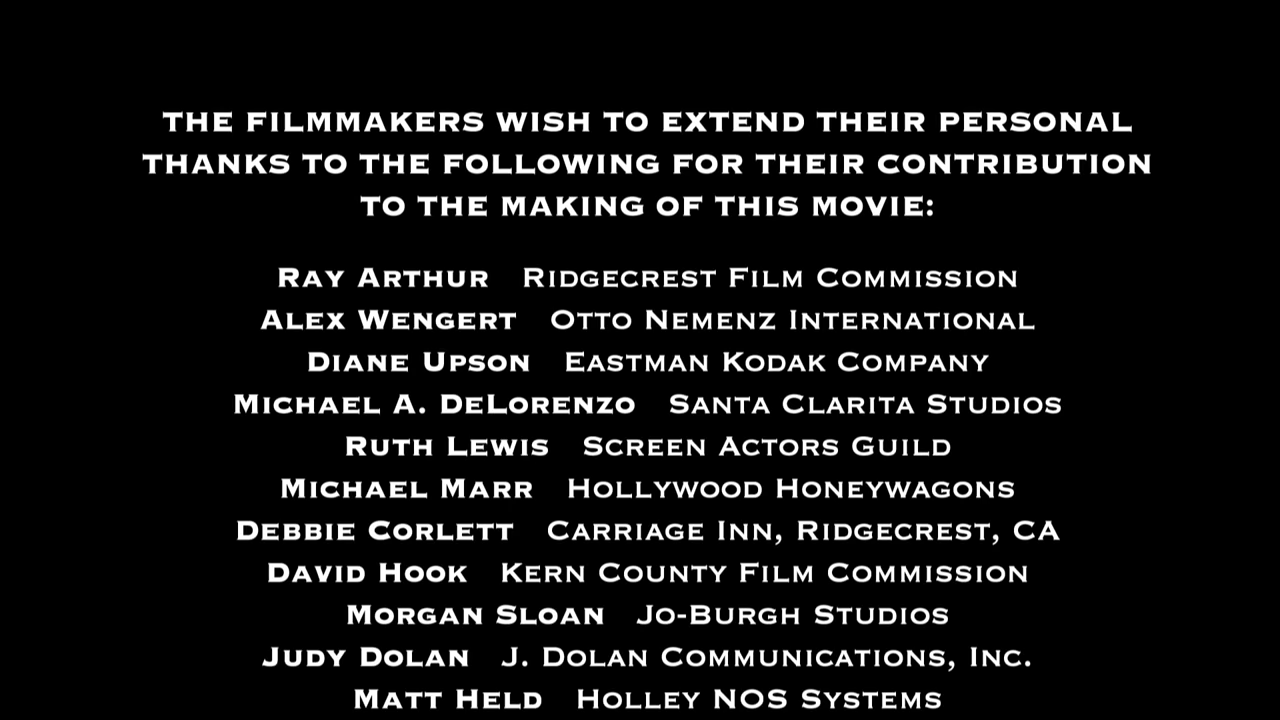 THE FILMMAKERS WISH TO EXTEND THEIR PERSONAL
THANKS TO THE FOLLOWING FOR THEIR CONTRIBUTION
TO THE MAKING OF THIS MOVIE:
RAY ARTHUR RIDGECREST FILM COMMISSION
ALEX WENGERT OTTO NEMENZ INTERNATIONAL
DIANE UPSON EASTMAN KODAK COMPANY
MICHAEL A. DELORENZO SANTA CLARITA STUDIOS
RUTH LEWIS SCREEN ACTORS GUILD
MICHAEL MARR HOLLYWOOD HONEYWAGONS
DEBBIE CORLETT CARRIAGE INN, RIDGECREST, CA
DAVID HOOK KERN COUNTY FILM COMMISSION
MORGAN SLOAN JO-BURGH STUDIOS
JUDY DOLAN J. DOLAN COMMUNICATIONS, INC.
MATT HELD HOLLEY NOS SYSTEMS